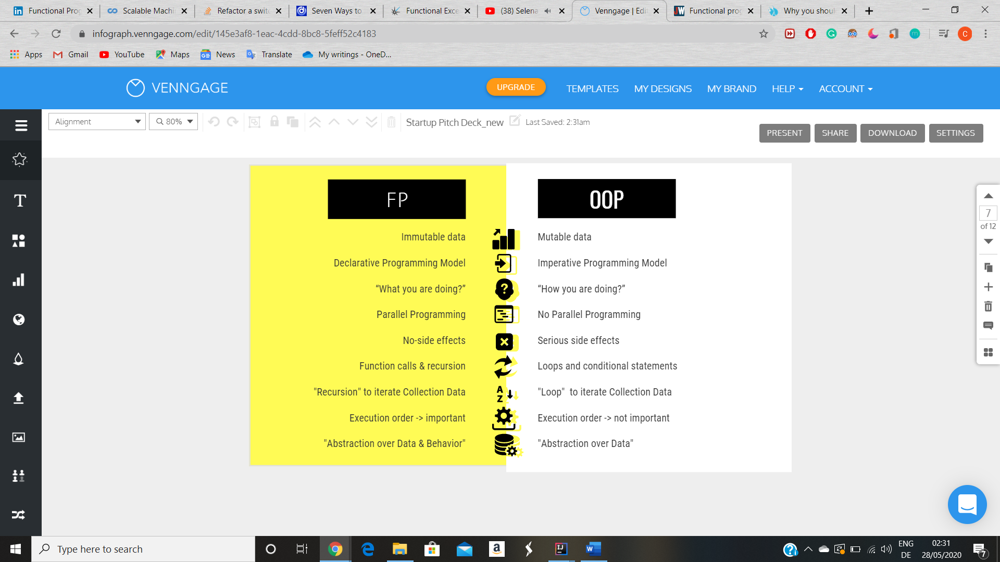 Functional Prog
Scalable Machi
Refactor a swit
Seven Ways to
Functional Exce
(38) Selena
Venngage | Edi
Functional prog
Why you shoul
infograph.venngage.com/edit/145e3af8-1eac-4cdd-8bc8-5feff52c4183
C
Apps
Gmail
YouTube
Maps
News
Translate
My writings - OneD...
VENNGAGE
UPGRADE
TEMPLATES
MY DESIGNS
MY BRAND
HELP
ACCOUNT
Alignment
80%
Startup Pitch Deck_new
Last Saved: 2:31am
PRESENT
SHARE
DOWNLOAD
SETTINGS
FP
OOP
Immutable data
Mutable data
Declarative Programming Model
Imperative Programming Model
“What you are doing?”
“How you are doing?”
Parallel Programming
No Parallel Programming
No-side effects
Serious side effects
Function calls & recursion
Loops and conditional statements
"Recursion" to iterate Collection Data
"Loop"  to iterate Collection Data
Execution order -> important
Execution order -> not important
"Abstraction over Data & Behavior"
"Abstraction over Data"
7
of 12
Type here to search
ENG
DE
02:31
28/05/2020
7